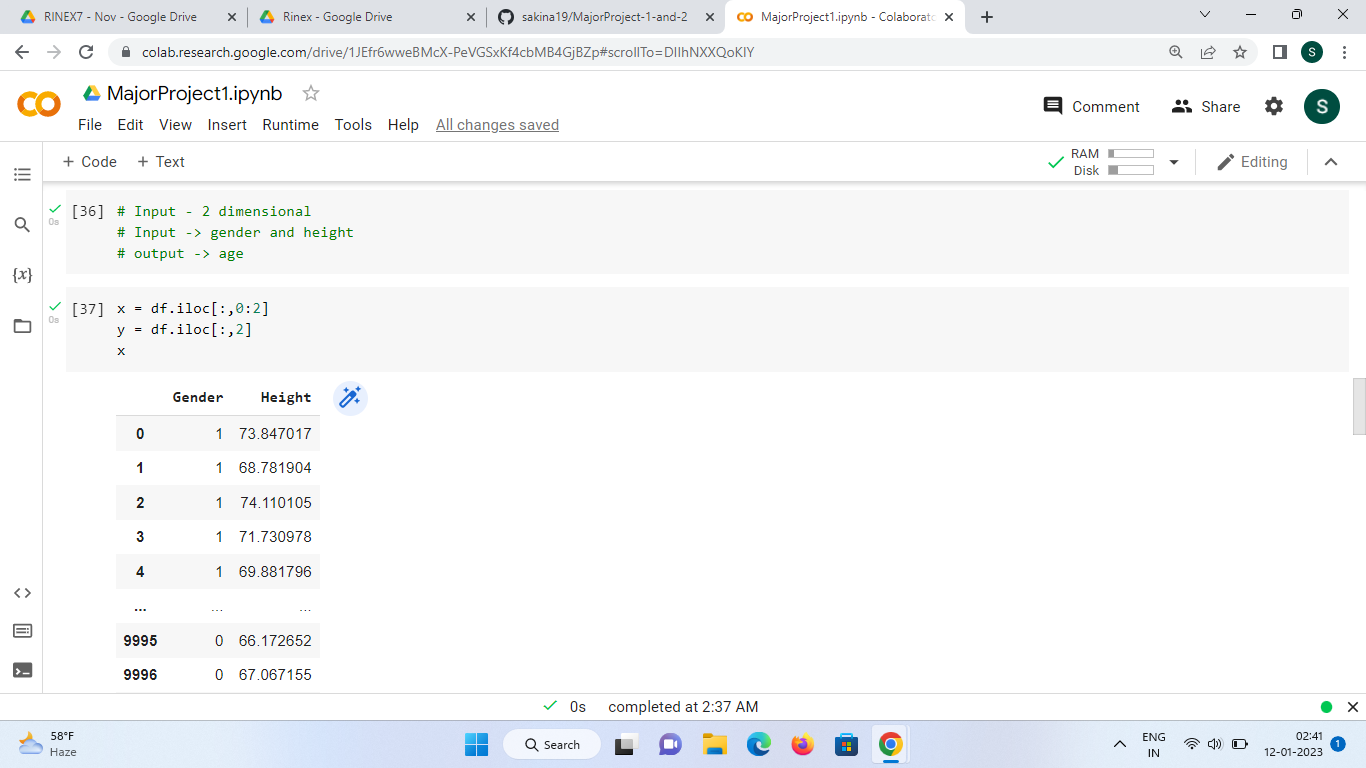 RINEX7 - Nov - Google Drive
Rinex - Google Drive
sakina19/MajorProject-1-and-2
MajorProject1.ipynb - Colaborato
colab.research.google.com/drive/1JEfr6wweBMcX-PeVGSxKf4cbMB4GjBZp#scrollTo=DIIhNXXQoKIY
S
MajorProject1.ipynb
File Edit View Insert Runtime Tools Help All changes saved
Comment
Share
S
+ Code + Text
RAM
Disk
Editing
[36] # Input - 2 dimensional
# Input -> gender and height
# output -> age
0s
{x}
[37] x = df.iloc[:,0:2]
0s
y = df.iloc[:,2]
x
Gender Height
0 1 73.847017
1 1 68.781904
2 1 74.110105
3 1 71.730978
4 1 69.881796
... ... ...
9995 0 66.172652
9996 0 67.067155
0s completed at 2:37 AM
58°F
Haze
Search
ENG
IN
02:41
12-01-2023
1